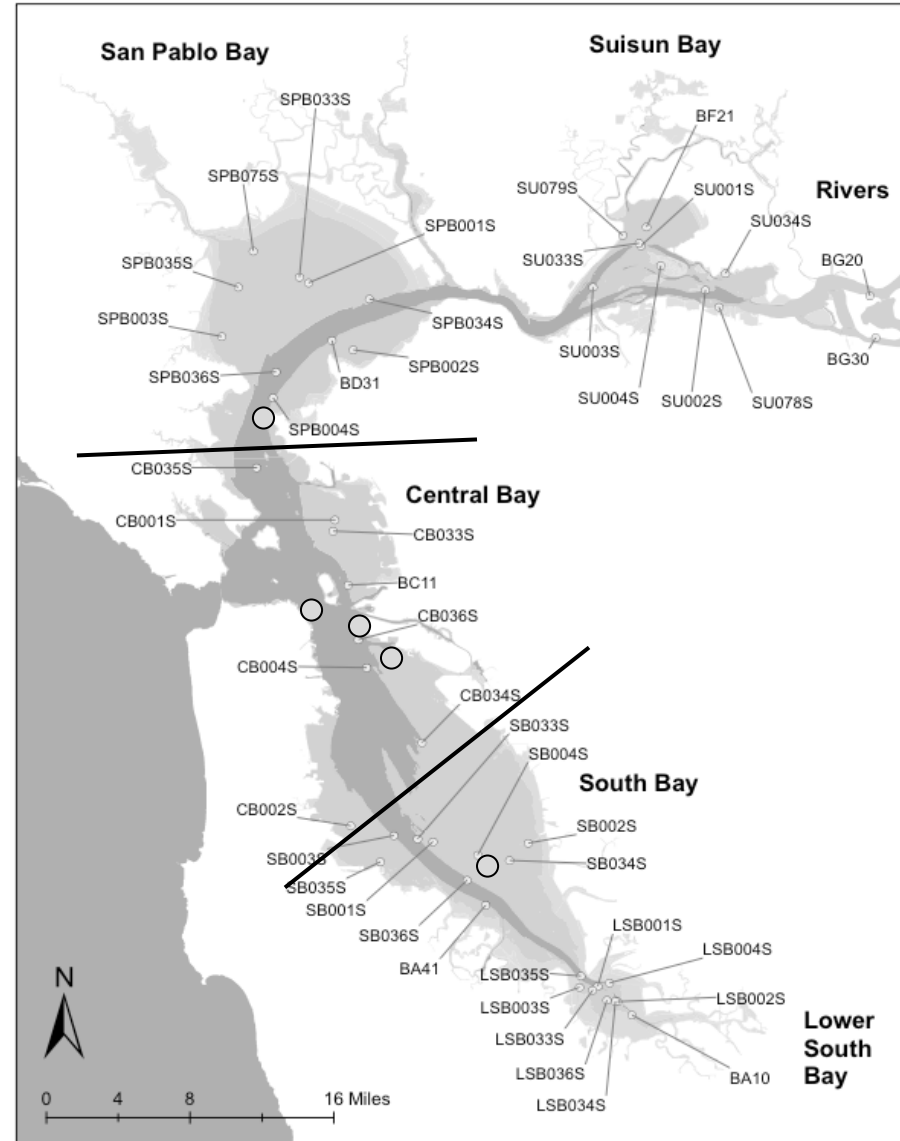 San Pablo Bay
Suisun Bay
SPB033S
BF21
SPB075S
SU079S
SU001S
Rivers
SPB001S
SU034S
SPB035S
SU033S
BG20
SPB003S
SPB034S
SU003S
BG30
SPB036S
BD31
SPB002S
SU004S
SU002S
SU078S
SPB004S
CB035S
Central Bay
CB001S
CB033S
BC11
CB036S
CB004S
CB034S
SB033S
SB004S
South Bay
CB002S
SB002S
SB003S
SB034S
SB035S
SB001S
SB036S
LSB001S
BA41
LSB004S
LSB035S
LSB002S
LSB003S
LSB033S
Lower
South
Bay
LSB036S
BA10
LSB034S
N
0 4 8 16 Miles